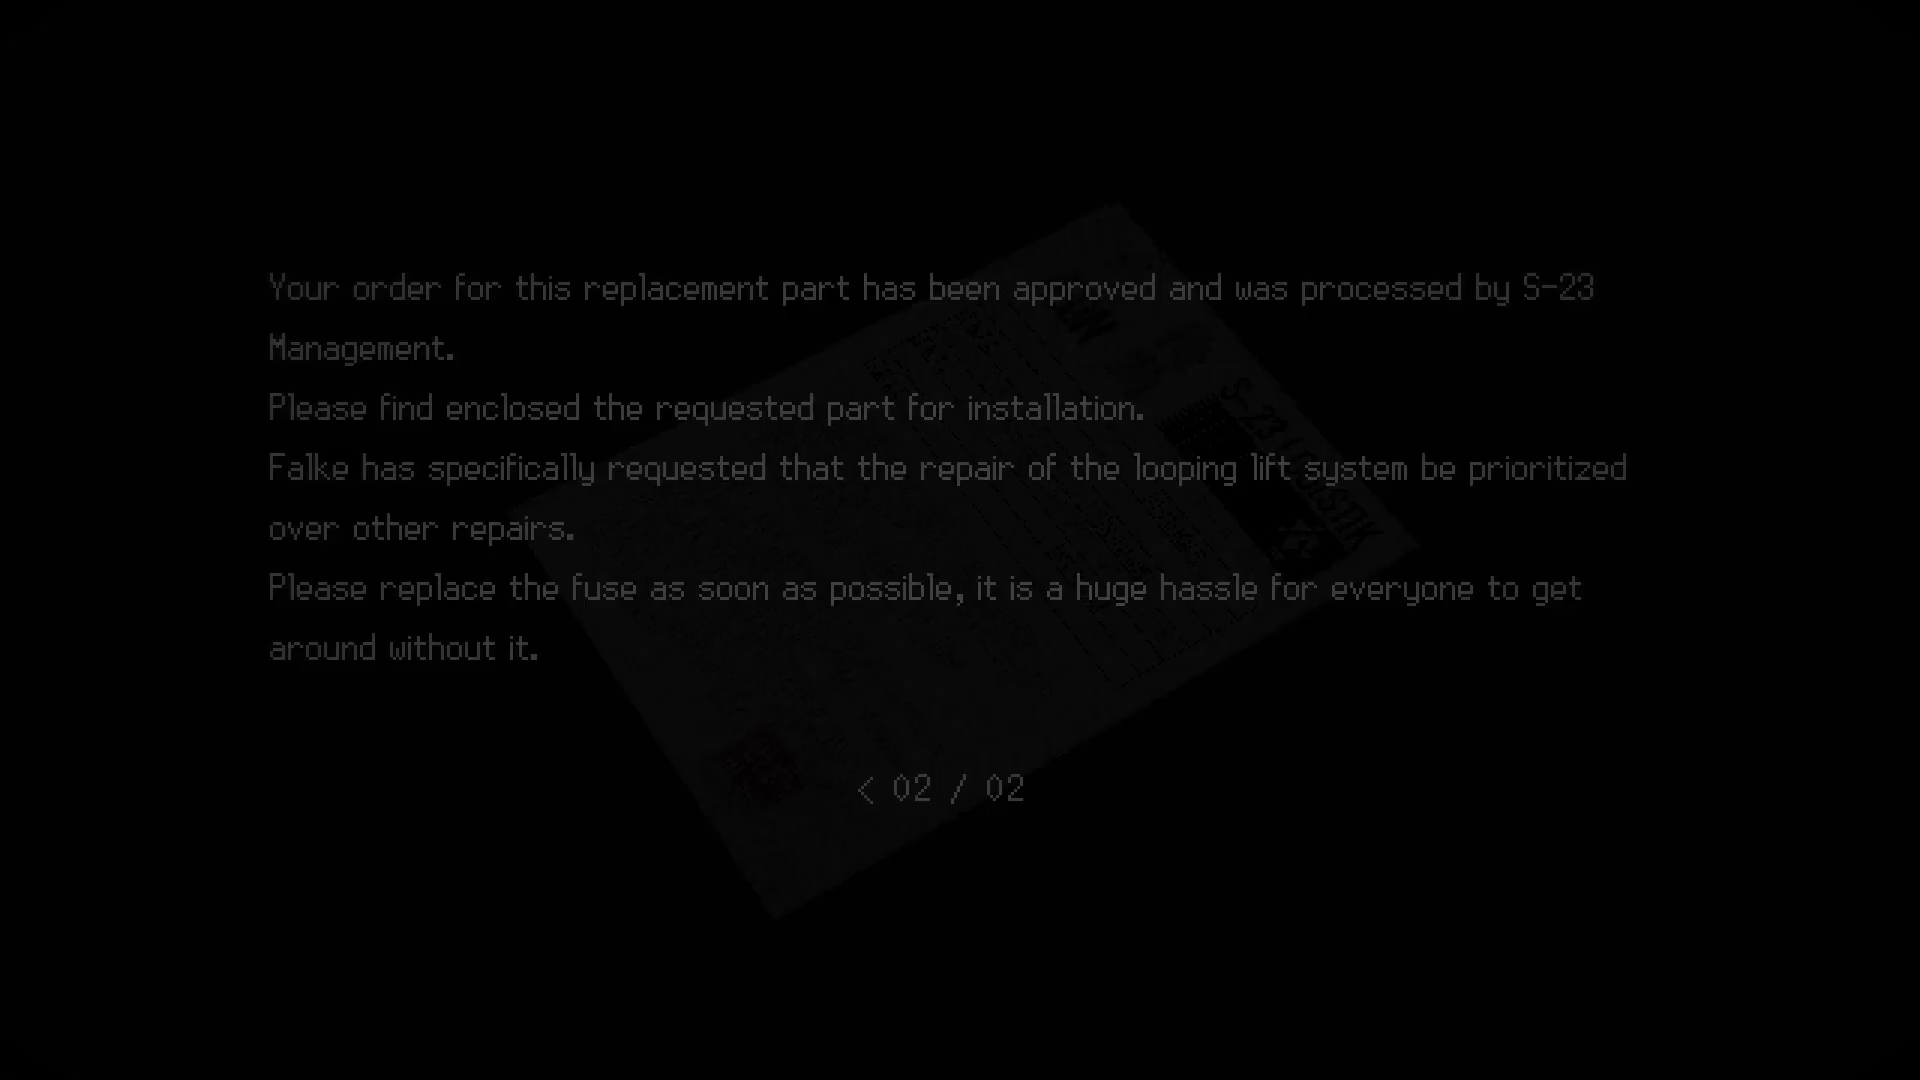 Your order for this replacement part has been approved and was processed by S-23
Management.
Please find enclosed the requested part for installation.
Falke has specifically requested that the repair of the looping lift system be prioritized
over other repairs.
Please replace the fuse as soon as possible, it is a huge hassle for everyone to get
around without it.
< 02 / 02
S-23 LOGISTIK